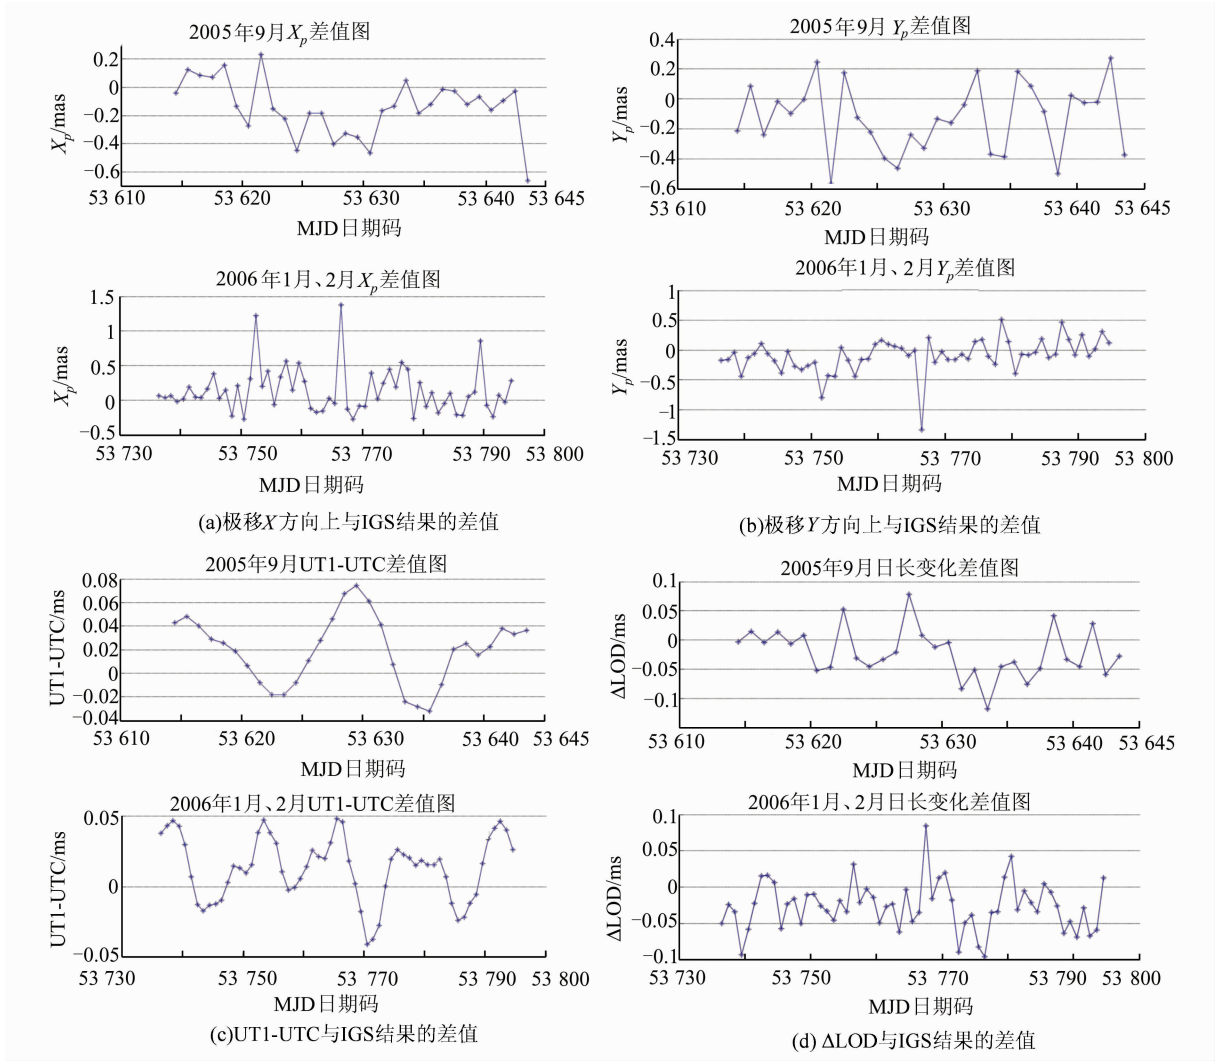 2005年9月Xp差值图
0.2
0
−0.2
−0.4
−0.6
Xp/mas
53 610
53 620
53 630
53 640
53 645
MJD日期码
2005年9月 Yp差值图
0.4
0.2
0
−0.2
−0.4
−0.6
Yp/mas
53 610
53 620
53 630
53 640
53 645
MJD日期码
2006年1月、2月Xp差值图
1.5
1
0.5
0
−0.5
Xp/mas
53 730
53 750
53 770
53 790
53 800
MJD日期码
2006年1月、2月Yp差值图
1
0.5
0
−0.5
−1
−1.5
Yp/mas
53 730
53 750
53 770
53 790
53 800
MJD日期码
(a)极移X方向上与IGS结果的差值
(b)极移Y方向上与IGS结果的差值
2005年9月UT1-UTC差值图
0.08
0.06
0.04
0.02
0
−0.02
−0.04
UT1-UTC/ms
53 610
53 620
53 630
53 640
53 645
MJD日期码
2005年9月日长变化差值图
0.1
0.05
0
−0.05
−0.1
ΔLOD/ms
53 610
53 620
53 630
53 640
53 645
MJD日期码
2006年1月、2月UT1-UTC差值图
0.05
0
−0.05
UT1-UTC/ms
53 730
53 750
53 770
53 790
53 800
MJD日期码
2006年1月、2月日长变化差值图
0.1
0.05
0
−0.05
−0.1
ΔLOD/ms
53 730
53 750
53 770
53 790
53 800
MJD日期码
(c)UT1-UTC与IGS结果的差值
(d) ΔLOD与IGS结果的差值